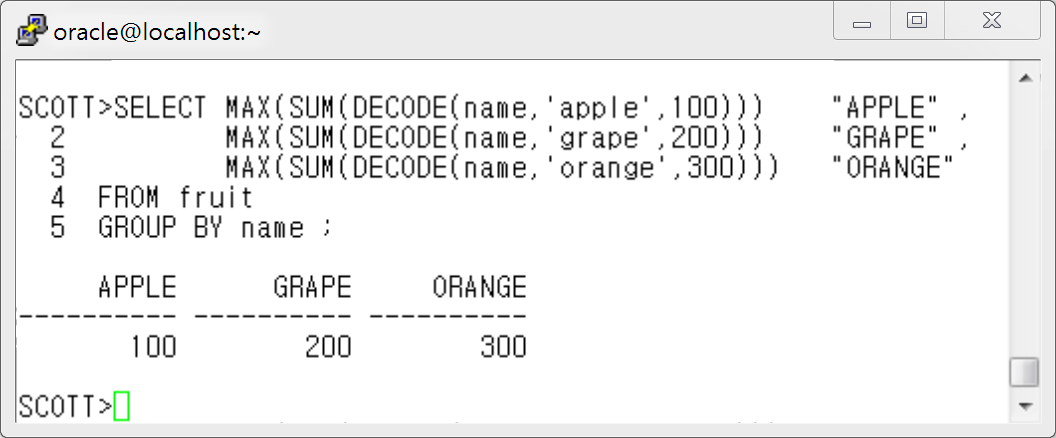 oracle@localhost:~
SCOTT>SELECT MAX(SUM(DECODE(name,'apple',100))) "APPLE" ,
2 MAX(SUM(DECODE(name,'grape',200))) "GRAPE" ,
3 MAX(SUM(DECODE(name,'orange',300))) "ORANGE"
4 FROM fruit
5 GROUP BY name ;
APPLE GRAPE ORANGE
---------- ---------- ----------
100 200 300
SCOTT>